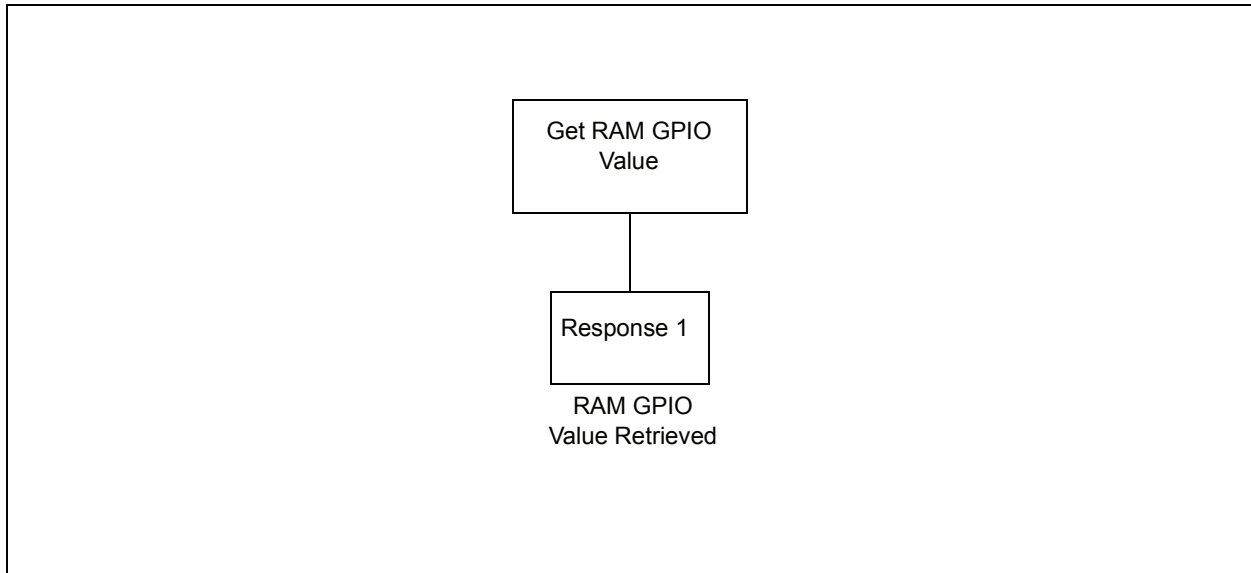 Get RAM GPIO
Value
Response 1
RAM GPIO
Value Retrieved